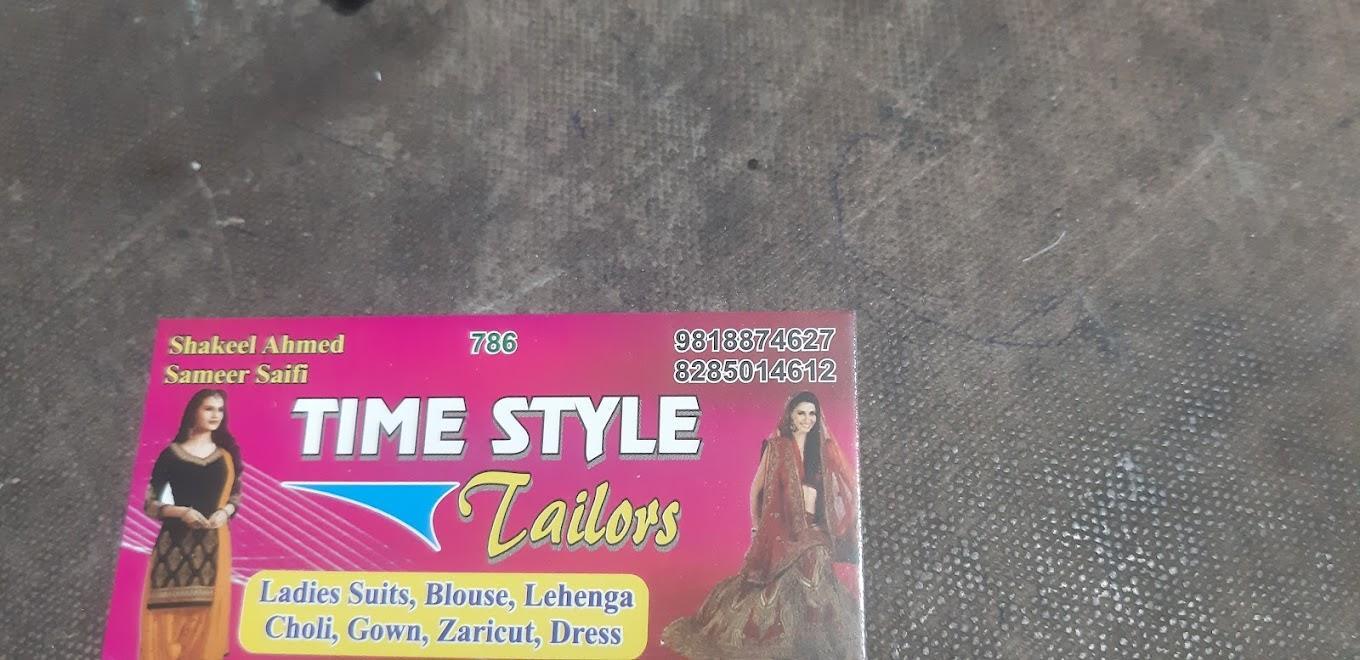 Shakeel Ahmed 786 9818874627
Sameer Saifi 8285014612
TIME STYLE
Tailors
Ladies Suits, Blouse, Lehenga
Choli, Gown, Zaricut, Dress